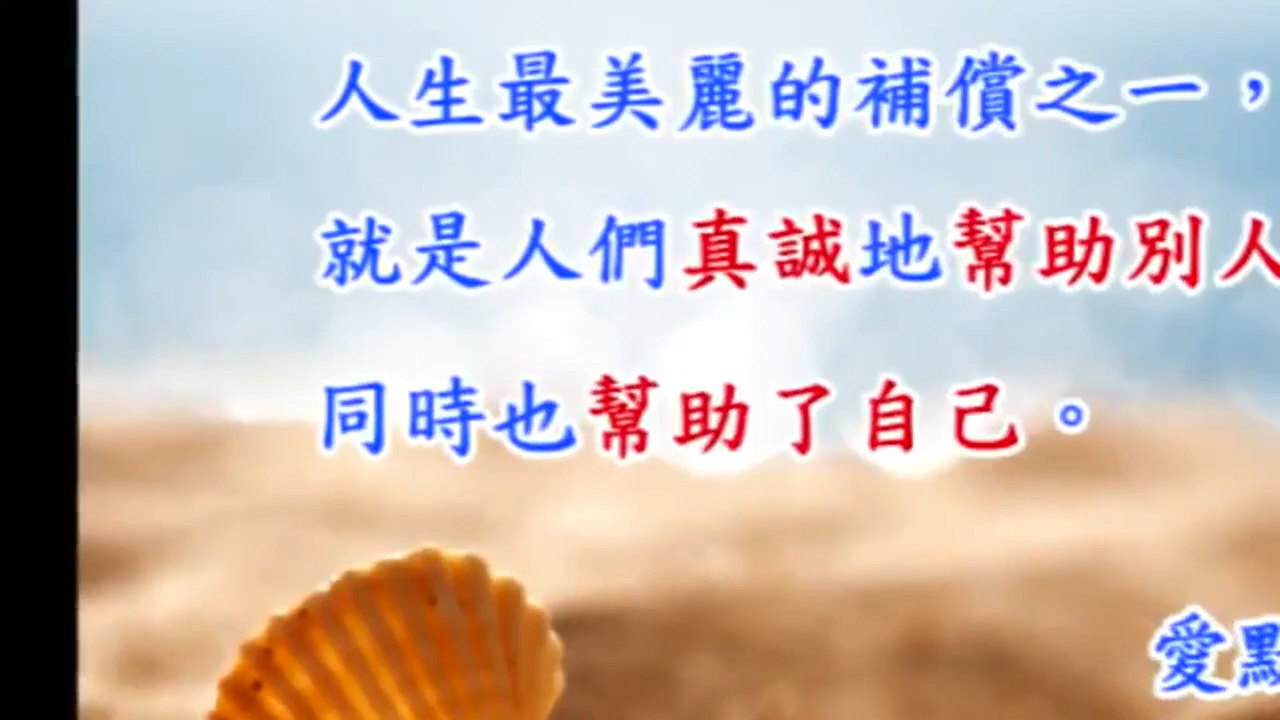 人生最美麗的補償之一，
就是人們真誠地幫助別人
同時也幫助了自己。
愛默